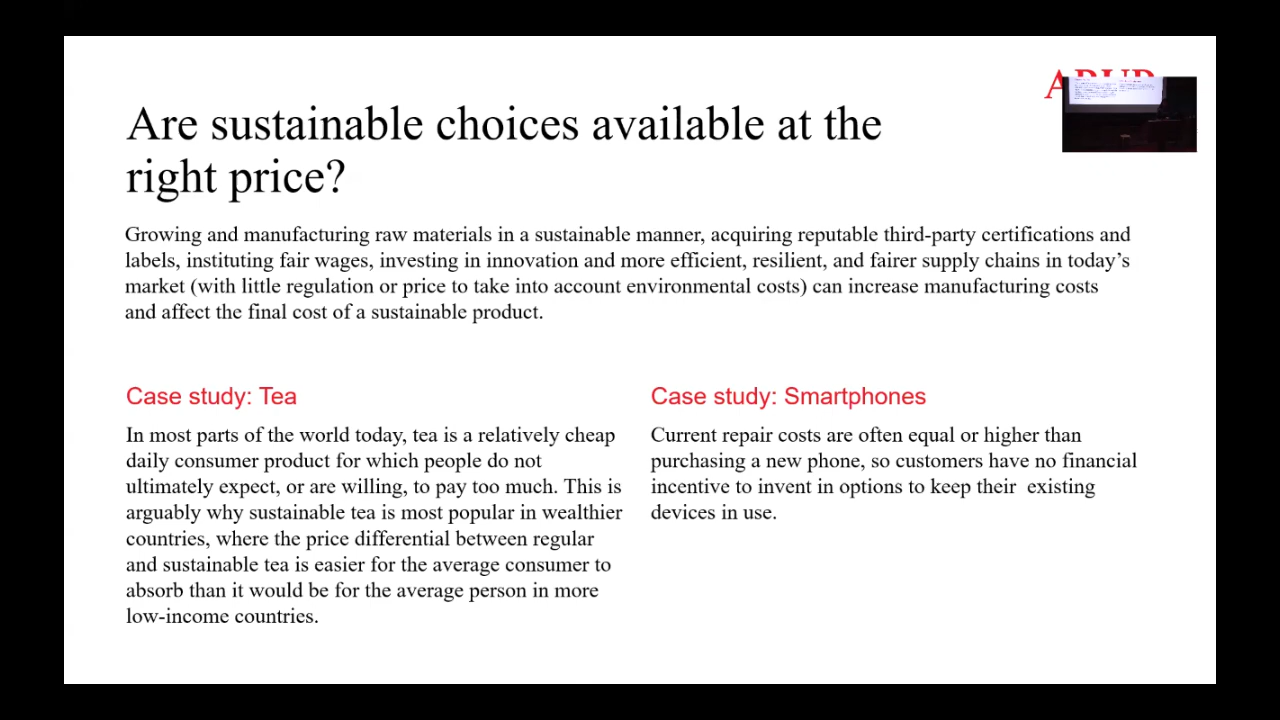 Are sustainable choices available at the
right price?
Growing and manufacturing raw materials in a sustainable manner, acquiring reputable third-party certifications and
labels, instituting fair wages, investing in innovation and more efficient, resilient, and fairer supply chains in today’s
market (with little regulation or price to take into account environmental costs) can increase manufacturing costs
and affect the final cost of a sustainable product.
Case study: Tea
In most parts of the world today, tea is a relatively cheap
daily consumer product for which people do not
ultimately expect, or are willing, to pay too much. This is
arguably why sustainable tea is most popular in wealthier
countries, where the price differential between regular
and sustainable tea is easier for the average consumer to
absorb than it would be for the average person in more
low-income countries.
Case study: Smartphones
Current repair costs are often equal or higher than
purchasing a new phone, so customers have no financial
incentive to invent in options to keep their  existing
devices in use.